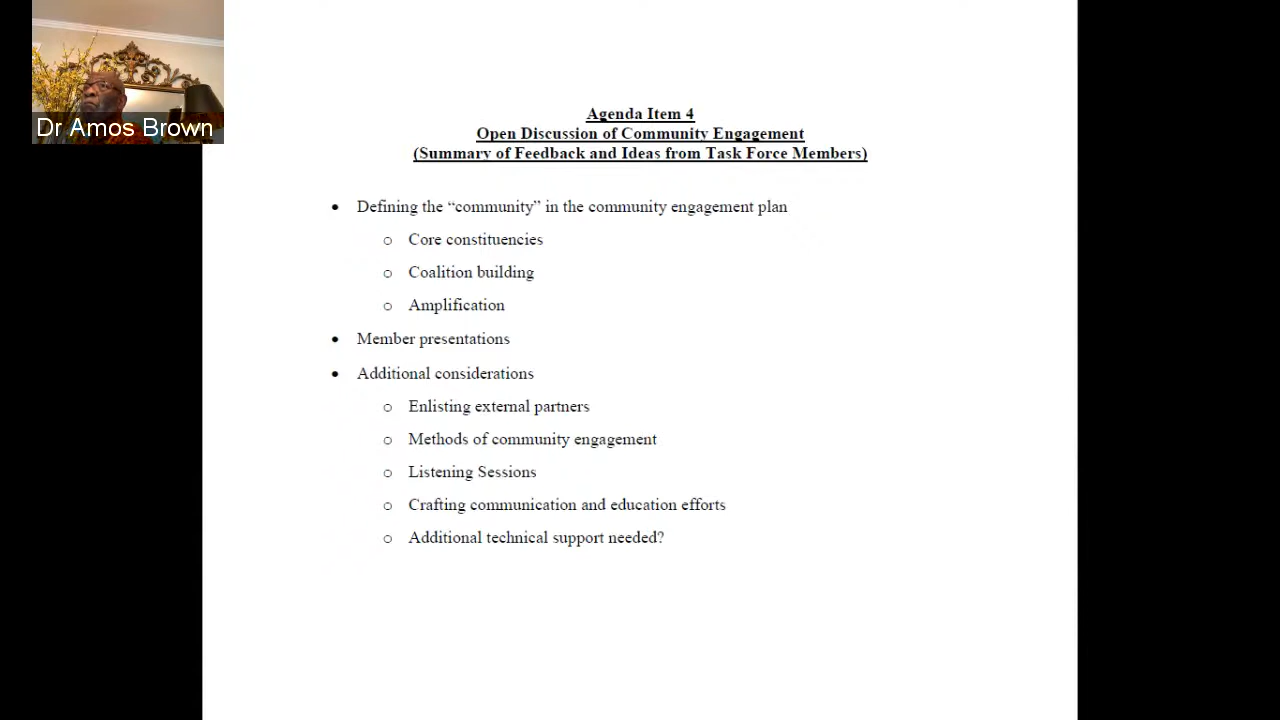 Dr Amos Brown
Agenda Item 4
Open Discussion of Community Engagement
(Summary of Feedback and Ideas from Task Force Members)
• Defining the “community” in the community engagement plan
o Core constituencies
o Coalition building
o Amplification
• Member presentations
• Additional considerations
o Enlisting external partners
o Methods of community engagement
o Listening Sessions
o Crafting communication and education efforts
o Additional technical support needed?